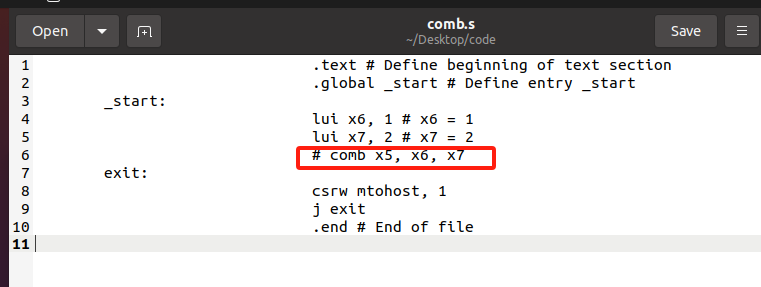 Open
comb.s
~/Desktop/code
Save
1 .text # Define beginning of text section
2 .global _start # Define entry _start
3 _start:
4 lui x6, 1 # x6 = 1
5 lui x7, 2 # x7 = 2
6 # comb x5, x6, x7
7 exit:
8 csrw mtohost, 1
9 j exit
10 .end # End of file
11